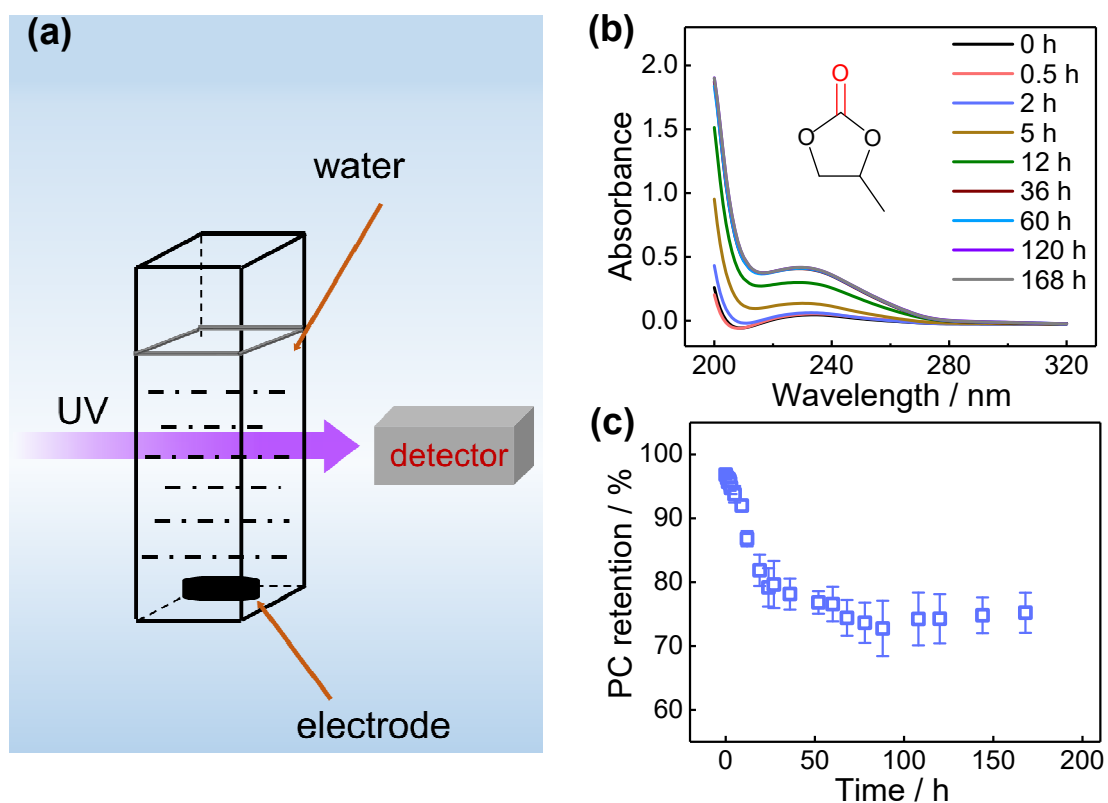 (a)
water
UV
detector
electrode
(b)
Absorbance
2.0
1.5
1.0
0.5
0.0
O
O
O
0 h
0.5 h
2 h
5 h
12 h
36 h
60 h
120 h
168 h
200
240
280
320
Wavelength / nm
(c)
PC retention / %
100
90
80
70
60
0
50
100
150
200
Time / h